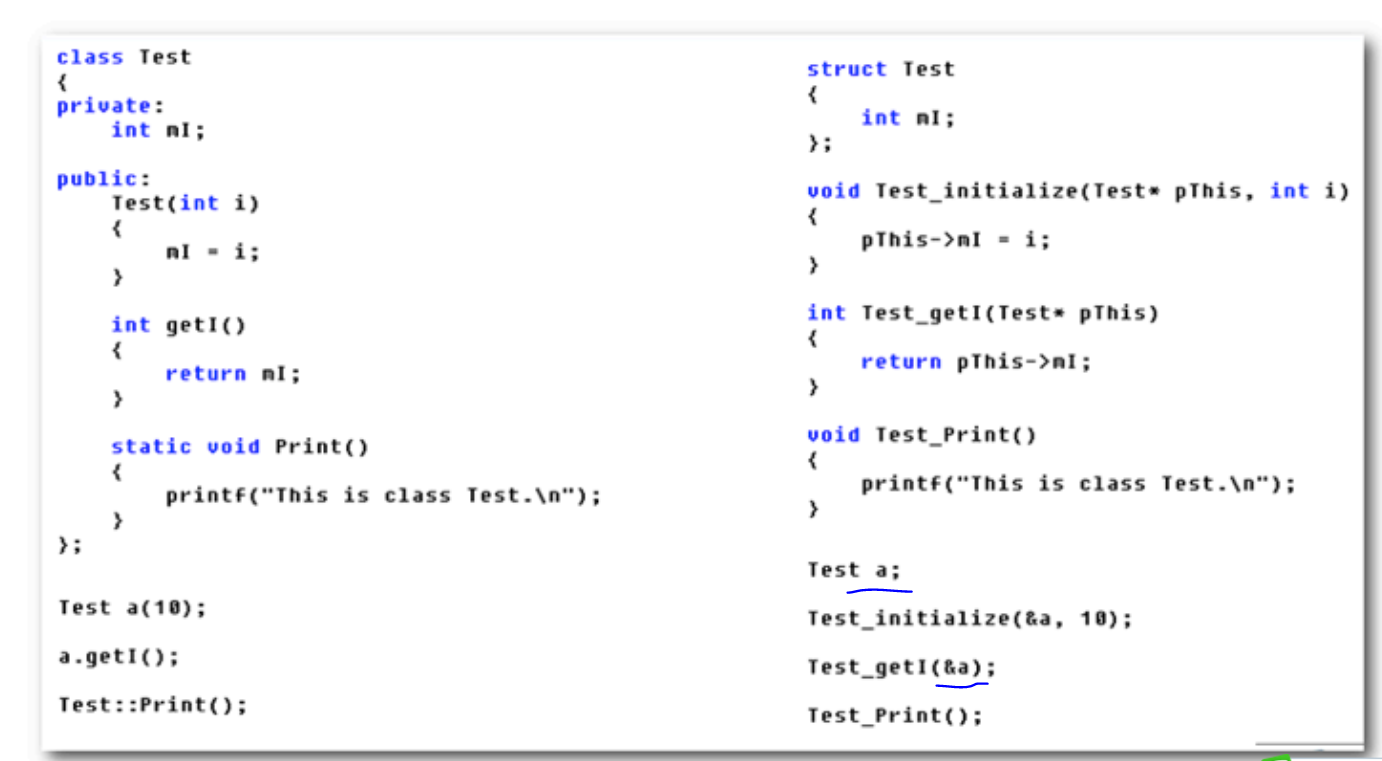 class Test
{
private:
    int mI;
public:
    Test(int i)
    {
        mI = i;
    }
    int getI()
    {
        return mI;
    }
    static void Print()
    {
        printf("This is class Test.\n");
    }
};
Test a(10);
a.getI();
Test::Print();
struct Test
{
    int mI;
};
void Test_initialize(Test* pThis, int i)
{
    pThis->mI = i;
}
int Test_getI(Test* pThis)
{
    return pThis->mI;
}
void Test_Print()
{
    printf("This is class Test.\n");
}
Test a;
Test_initialize(&a, 10);
Test_getI(&a);
Test_Print();